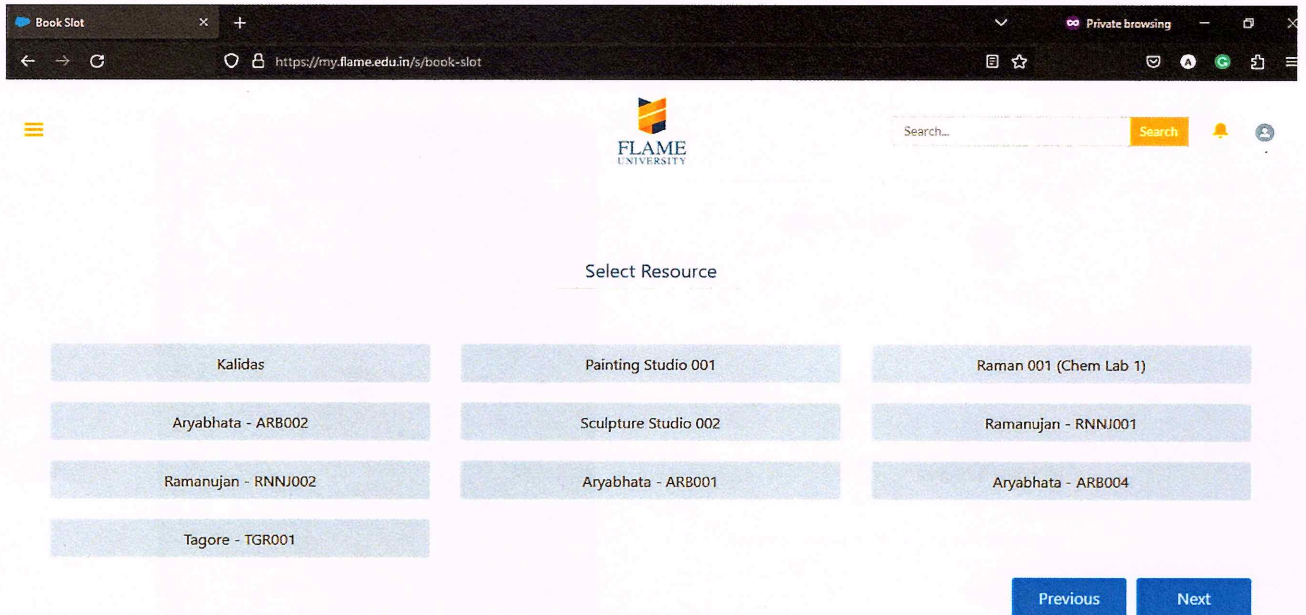 Book Slot
Private browsing
https://my.flame.edu.in/s/book-slot
FLAME
UNIVERSITY
Search...
Search
Select Resource
Kalidas
Painting Studio 001
Raman 001 (Chem Lab 1)
Aryabhata - ARB002
Sculpture Studio 002
Ramanujan - RNNJ001
Ramanujan - RNNJ002
Aryabhata - ARB001
Aryabhata - ARB004
Tagore - TGR001
Previous
Next